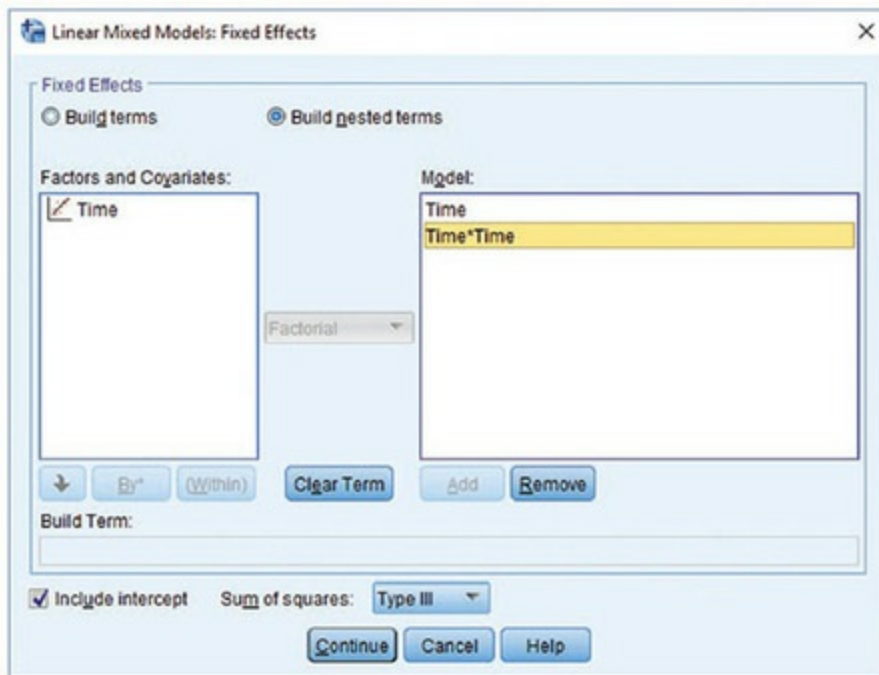 Linear Mixed Models: Fixed Effects
Fixed Effects
Build terms
Build nested terms
Factors and Covariates:
Model:
Time
Time
Time*Time
Factorial
By*
(Within)
Clear Term
Add
Remove
Build Term:
Include intercept
Sum of squares:
Type III
Continue
Cancel
Help